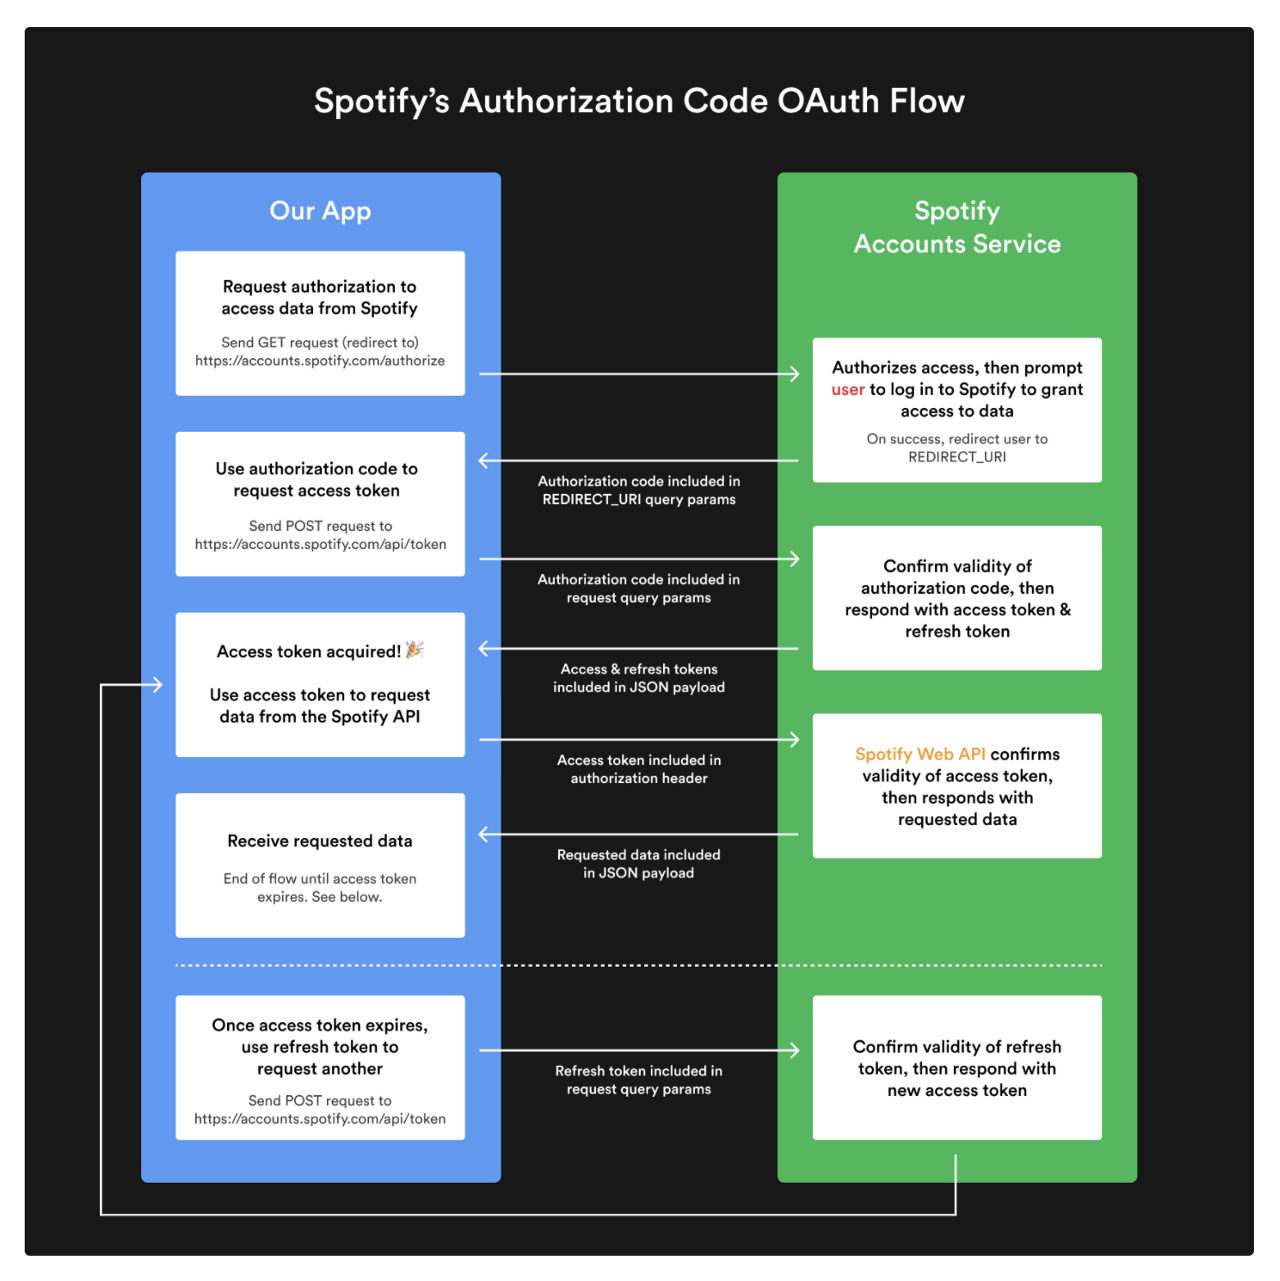 Spotify’s Authorization Code OAuth Flow
Our App
Request authorization to
access data from Spotify
Send GET request (redirect to)
https://accounts.spotify.com/authorize
Use authorization code to
request access token
Send POST request to
https://accounts.spotify.com/api/token
Access token acquired! 🎉
Use access token to request
data from the Spotify API
Receive requested data
End of flow until access token
expires. See below.
Once access token expires,
use refresh token to
request another
Send POST request to
https://accounts.spotify.com/api/token
Authorization code included in
REDIRECT_URI query params
Authorization code included in
request query params
Access & refresh tokens
included in JSON payload
Access token included in
authorization header
Requested data included
in JSON payload
Refresh token included in
request query params
Spotify
Accounts Service
Authorizes access, then prompt
user to log in to Spotify to grant
access to data
On success, redirect user to
REDIRECT_URI
Confirm validity of
authorization code, then
respond with access token &
refresh token
Spotify Web API confirms
validity of access token,
then responds with
requested data
Confirm validity of refresh
token, then respond with
new access token